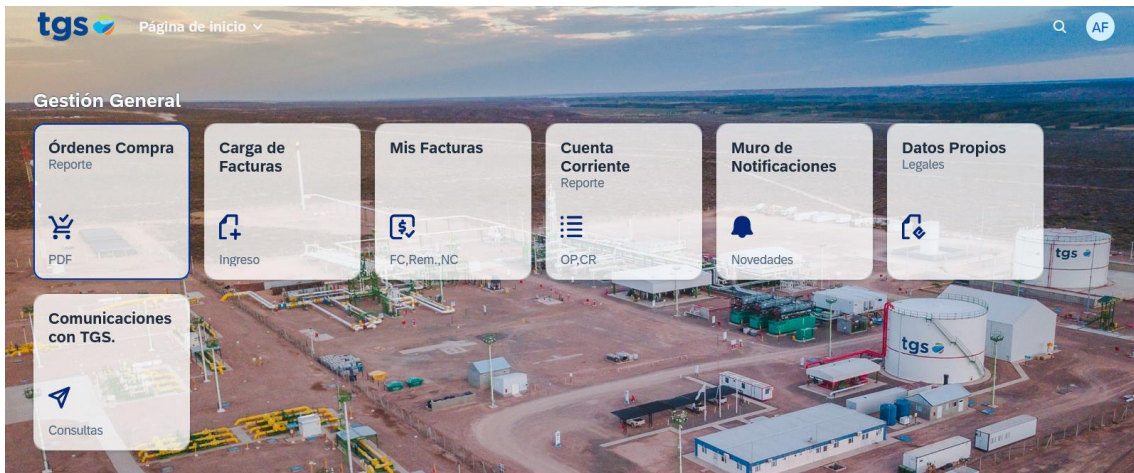 tgs
Página de inicio
AF
Gestión General
Órdenes Compra
Reporte
PDF
Carga de
Facturas
Ingreso
Mis Facturas
$
FC,Rem.,NC
Cuenta
Corriente
Reporte
OP,CR
Muro de
Notificaciones
Novedades
Datos Propios
Legales
tgs
Comunicaciones
con TGS.
Consultas
tgs